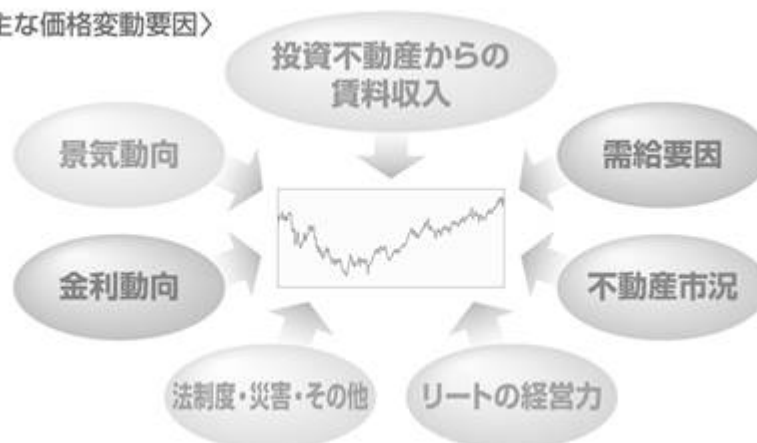 主な価格変動要因〉
投資不動産からの
賃料収入
景気動向
需給要因
金利動向
不動産市況
法制度・災害・その他
リートの経営力